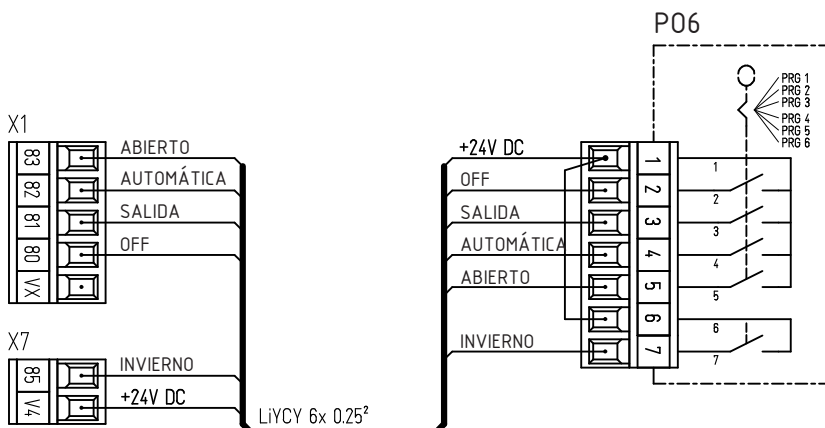 PO6
PRG 1
PRG 2
PRG 3
PRG 4
PRG 5
PRG 6
X1
83 ABIERTO
82 AUTOMÁTICA
81 SALIDA
80 OFF
VX
X7
85 INVIERNO
V4 +24V DC
LiYCY 6x 0.25²
+24V DC 1 1
OFF 2 2
SALIDA 3 3
AUTOMÁTICA 4 4
ABIERTO 5 5
6 6
INVIERNO 7 7